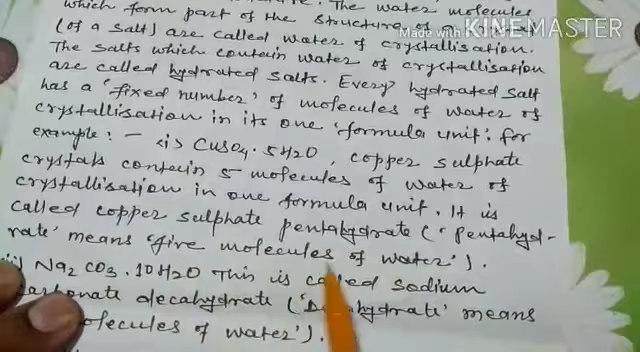 The water molecules
which form part of the structure of a
(of a salt) are called water of crystallisation.
Made with KINEMASTER
The salts which contein water of crystallisation
are called hydrated salts. Every hydrated salt
has a 'fixed number' of molecules of water of
crystallisation in its one 'formula unit'. for
example: - (i) CuSO4.5H2O, copper sulphate
crystals contein 5 molecules of water of
crystallisation in one formula unit. It is
called copper sulphate pentahydrate ('Pentahyd-
rate' means 'five molecules of water').
Na2CO3.10H2O This is called Sodium
decahydrate ( means
of water').